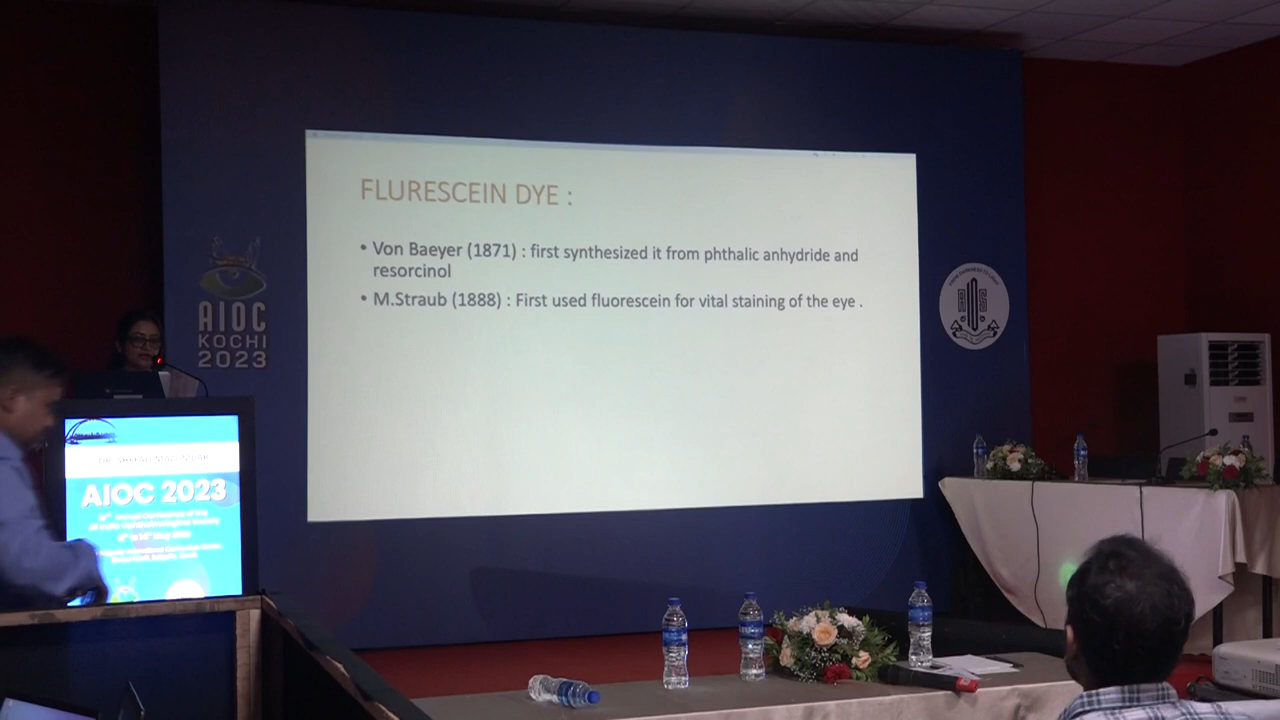 FLURESCEIN DYE :
• Von Baeyer (1871) : first synthesized it from phthalic anhydride and
resorcinol
• M.Straub (1888) : First used fluorescein for vital staining of the eye .
AIOC
KOCHI
2023
AIOC 2023